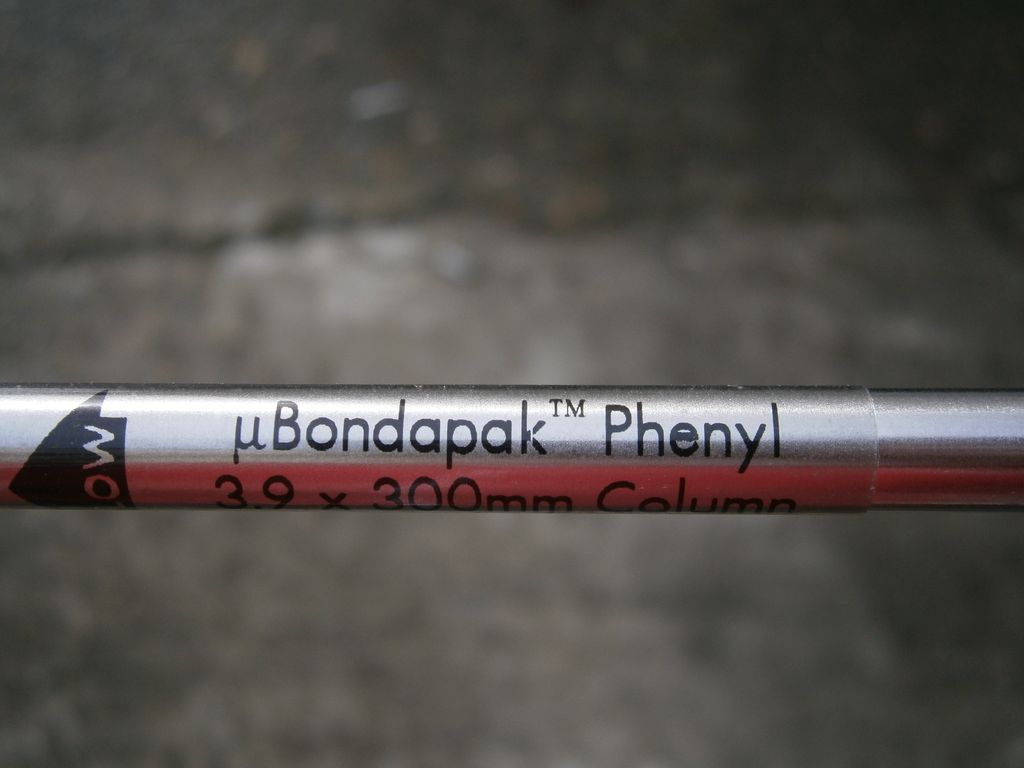 µBondapak™ Phenyl
3.9 x 300mm Column